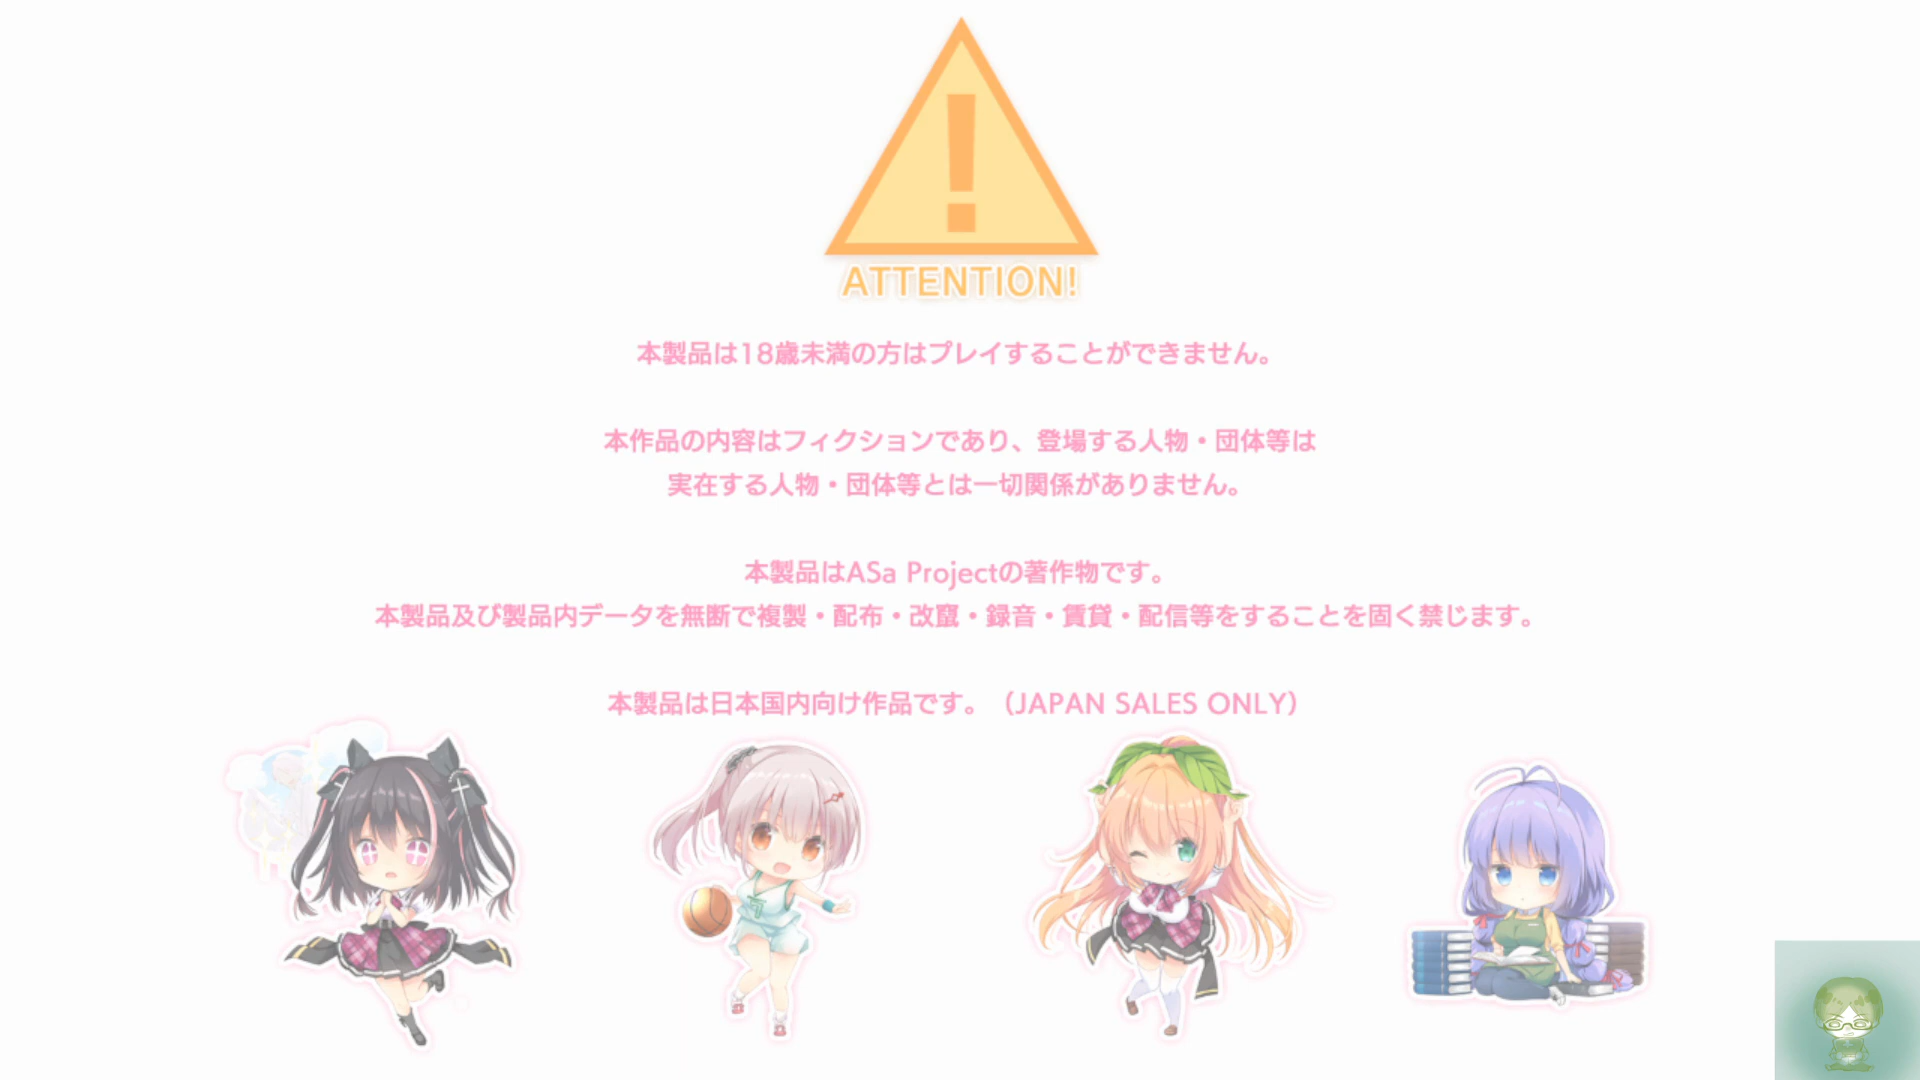 ATTENTION!
本製品は18歳未満の方はプレイすることができません。
本作品の内容はフィクションであり、登場する人物・団体等は
実在する人物・団体等とは一切関係がありません。
本製品はASa Projectの著作物です。
本製品及び製品内データを無断で複製・配布・改竄・録音・賃貸・配信等をすることを固く禁じます。
本製品は日本国内向け作品です。（JAPAN SALES ONLY）